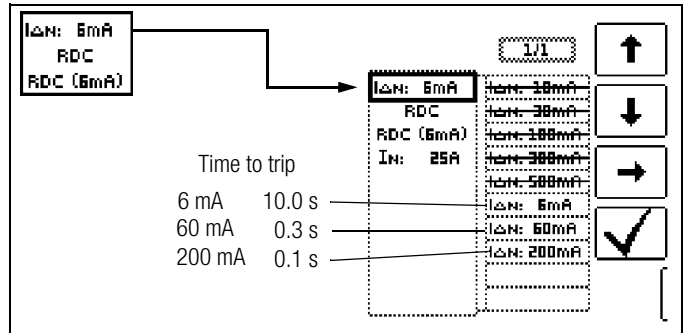 IΔN: 6mA
RDC
RDC (6mA)
1/1
IΔN: 6mA
RDC
RDC (6mA)
IN: 25A
IΔN: 10mA
IΔN: 30mA
IΔN: 100mA
IΔN: 300mA
IΔN: 500mA
IΔN: 6mA
IΔN: 60mA
IΔN: 200mA
Time to trip
6 mA 10.0 s
60 mA 0.3 s
200 mA 0.1 s